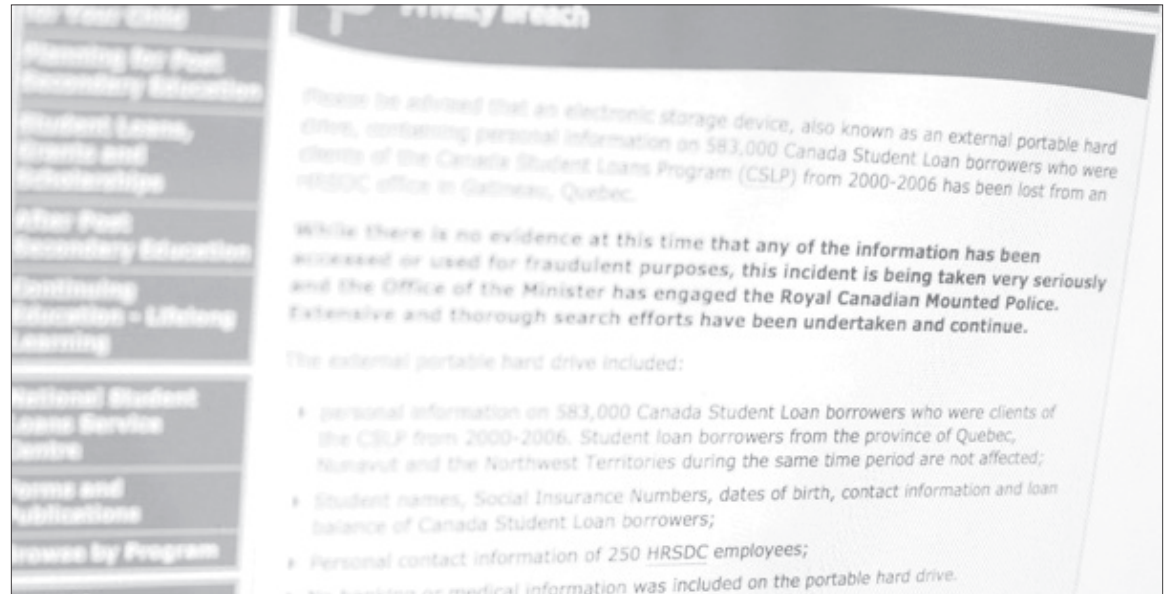 for Your Child
Planning for Post
Secondary Education
Student Loans,
Grants and
Scholarships
After Post
Secondary Education
Continuing
Education - Lifelong
Learning
National Student
Loans Service
Centre
Forms and
Publications
Browse by Program
Privacy Breach
Please be advised that an electronic storage device, also known as an external portable hard
drive, containing personal information on 583,000 Canada Student Loan borrowers who were
clients of the Canada Student Loans Program (CSLP) from 2000-2006 has been lost from an
HRSDC office in Gatineau, Quebec.
While there is no evidence at this time that any of the information has been
accessed or used for fraudulent purposes, this incident is being taken very seriously
and the Office of the Minister has engaged the Royal Canadian Mounted Police.
Extensive and thorough search efforts have been undertaken and continue.
The external portable hard drive included:
personal information on 583,000 Canada Student Loan borrowers who were clients of
the CSLP from 2000-2006. Student loan borrowers from the province of Quebec,
Nunavut and the Northwest Territories during the same time period are not affected;
Student names, Social Insurance Numbers, dates of birth, contact information and loan
balance of Canada Student Loan borrowers;
Personal contact information of 250 HRSDC employees;
No banking or medical information was included on the portable hard drive.